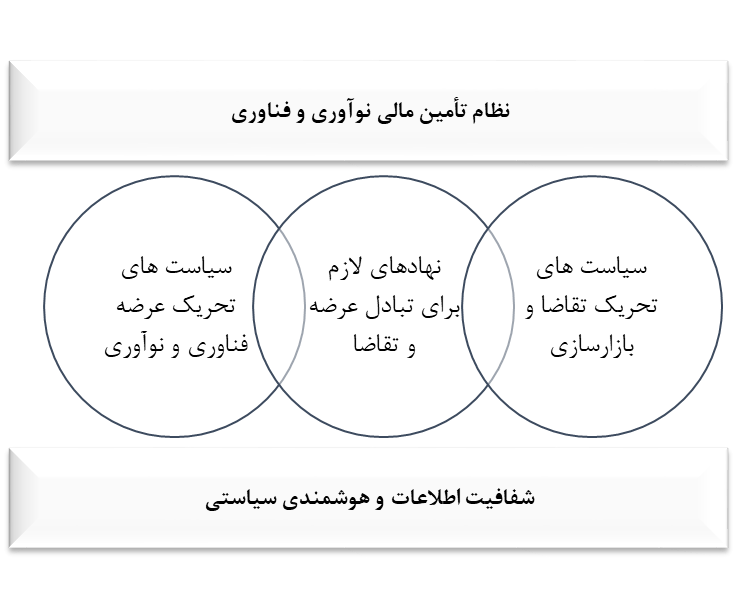 نظام تأمین مالی نوآوری و فناوری
سیاست های
تحریک تقاضا و
بازارسازی
نهادهای لازم
برای تبادل عرضه
و تقاضا
سیاست های
تحریک عرضه
فناوری و نوآوری
شفافیت اطلاعات و هوشمندی سیاستی